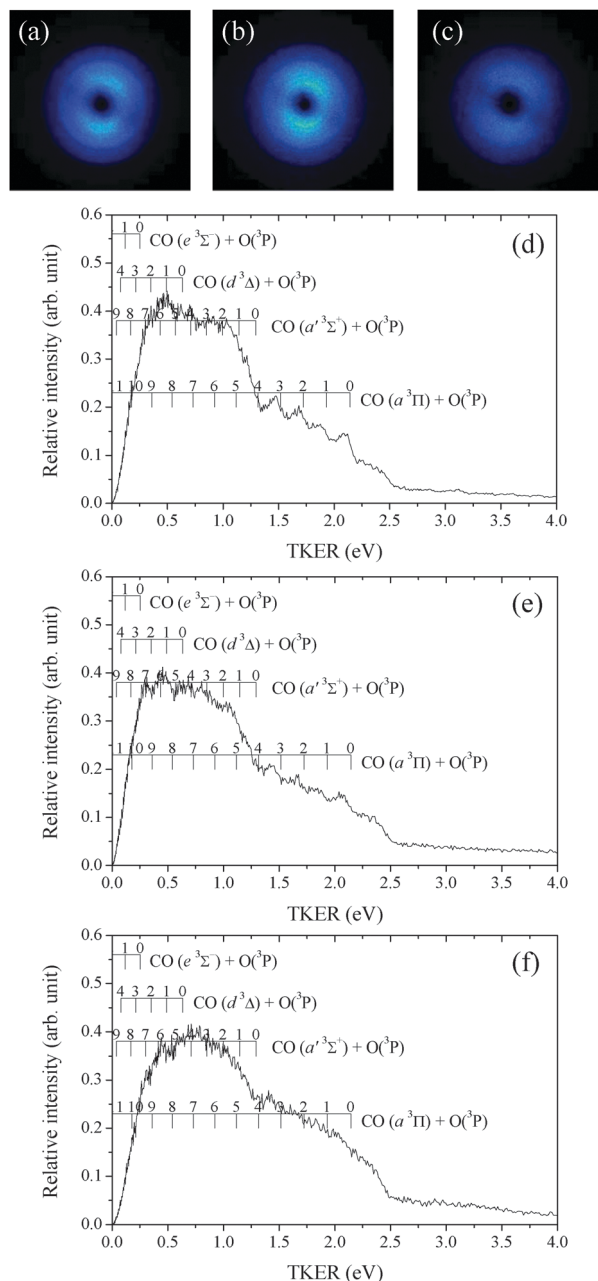 (a) (b) (c)
0.6
0.5
0.4
0.3
0.2
0.1
0.0
Relative intensity (arb. unit)
(d)
1 0
CO (e ³Σ⁻) + O(³P)
4 3 2 1 0
CO (d ³Δ) + O(³P)
9 8 7 6 5 4 3 2 1 0
CO (a′ ³Σ⁺) + O(³P)
11 10 9 8 7 6 5 4 3 2 1 0
CO (a ³Π) + O(³P)
0.0 0.5 1.0 1.5 2.0 2.5 3.0 3.5 4.0
TKER (eV)
0.6
0.5
0.4
0.3
0.2
0.1
0.0
Relative intensity (arb. unit)
(e)
1 0
CO (e ³Σ⁻) + O(³P)
4 3 2 1 0
CO (d ³Δ) + O(³P)
9 8 7 6 5 4 3 2 1 0
CO (a′ ³Σ⁺) + O(³P)
11 10 9 8 7 6 5 4 3 2 1 0
CO (a ³Π) + O(³P)
0.0 0.5 1.0 1.5 2.0 2.5 3.0 3.5 4.0
TKER (eV)
0.6
0.5
0.4
0.3
0.2
0.1
0.0
Relative intensity (arb. unit)
(f)
1 0
CO (e ³Σ⁻) + O(³P)
4 3 2 1 0
CO (d ³Δ) + O(³P)
9 8 7 6 5 4 3 2 1 0
CO (a′ ³Σ⁺) + O(³P)
11 10 9 8 7 6 5 4 3 2 1 0
CO (a ³Π) + O(³P)
0.0 0.5 1.0 1.5 2.0 2.5 3.0 3.5 4.0
TKER (eV)